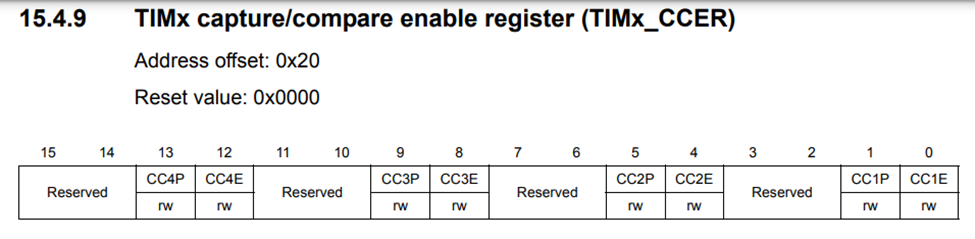 15.4.9 TIMx capture/compare enable register (TIMx_CCER)
Address offset: 0x20
Reset value: 0x0000
15 14 13 12 11 10 9 8 7 6 5 4 3 2 1 0
Reserved CC4P CC4E Reserved CC3P CC3E Reserved CC2P CC2E Reserved CC1P CC1E
rw rw rw rw rw rw rw rw